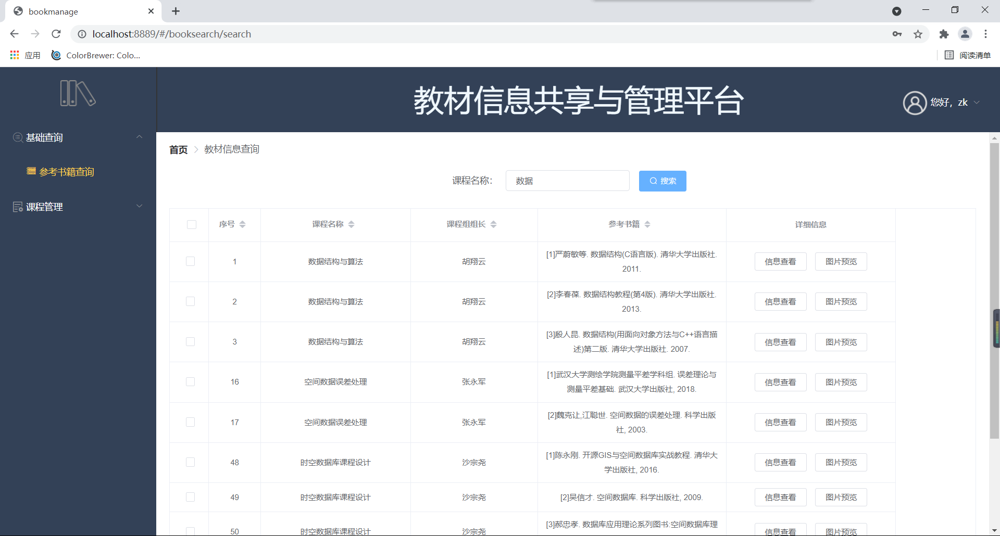 bookmanage
localhost:8889/#/booksearch/search
应用
ColorBrewer: Colo...
阅读清单
教材信息共享与管理平台
您好，zk
基础查询
参考书籍查询
课程管理
首页
教材信息查询
课程名称：
数据
搜索
序号 课程名称 课程组组长 参考书籍 详细信息
1 数据结构与算法 胡翔云 [1]严蔚敏等. 数据结构(C语言版). 清华大学出版社.
2011.
信息查看 图片预览
2 数据结构与算法 胡翔云 [2]李春葆. 数据结构教程(第4版). 清华大学出版社.
2013.
信息查看 图片预览
3 数据结构与算法 胡翔云 [3]殷人昆. 数据结构(用面向对象方法与C++语言描
述)第二版. 清华大学出版社. 2007.
信息查看 图片预览
16 空间数据误差处理 张永军 [1]武汉大学测绘学院测量平差学科组. 误差理论与
测量平差基础. 武汉大学出版社, 2018.
信息查看 图片预览
17 空间数据误差处理 张永军 [2]魏克让,江聪世. 空间数据的误差处理. 科学出版
社, 2003.
信息查看 图片预览
48 时空数据库课程设计 沙宗尧 [1]陈永刚. 开源GIS与空间数据库实战教程. 清华大
学出版社, 2016.
信息查看 图片预览
49 时空数据库课程设计 沙宗尧 [2]吴信才. 空间数据库. 科学出版社, 2009.
信息查看 图片预览
50 时空数据库课程设计 沙宗尧 [3]郝忠孝. 数据库应用理论系列图书:空间数据库理
信息查看 图片预览